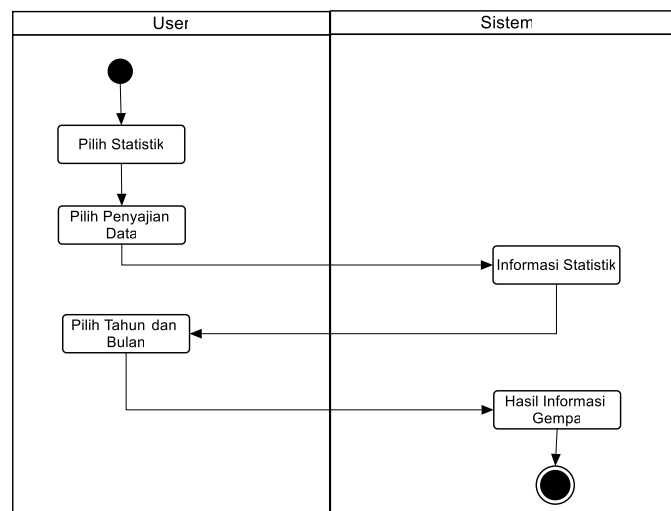 User
Sistem
Pilih Statistik
Pilih Penyajian
Data
Informasi Statistik
Pilih Tahun dan
Bulan
Hasil Informasi
Gempa